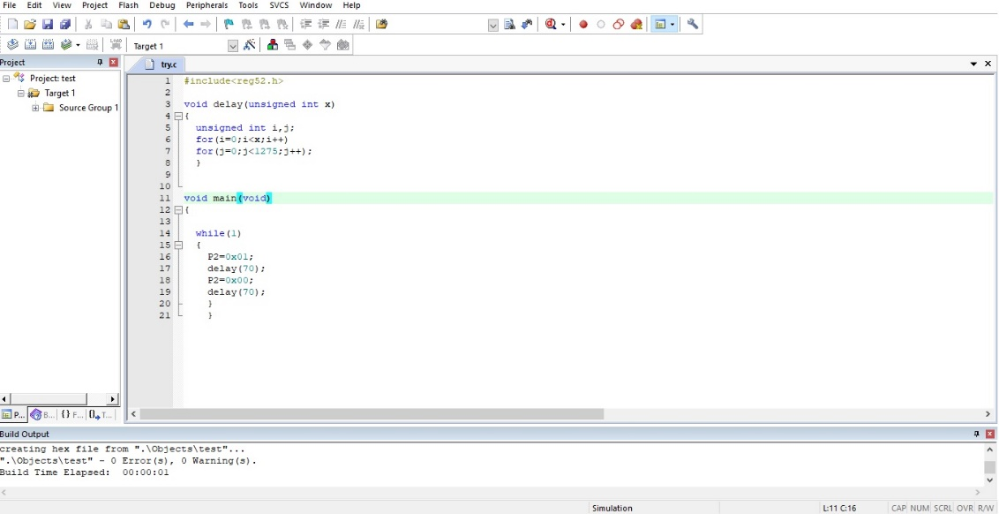 File Edit View Project Flash Debug Peripherals Tools SVCS Window Help
Target 1
Project
try.c
Project: test
Target 1
Source Group 1
1 #include<reg52.h>
2
3 void delay(unsigned int x)
4 {
5 unsigned int i,j;
6 for(i=0;i<x;i++)
7 for(j=0;j<1275;j++);
8 }
9
10
11 void main(void)
12 {
13
14 while(1)
15 {
16 P2=0x01;
17 delay(70);
18 P2=0x00;
19 delay(70);
20 }
21 }
P... B... {} F... 0 T...
Build Output
creating hex file from ".\Objects\test"...
".\Objects\test" - 0 Error(s), 0 Warning(s).
Build Time Elapsed: 00:00:01
Simulation L:11 C:16 CAP NUM SCRL OVR R/W